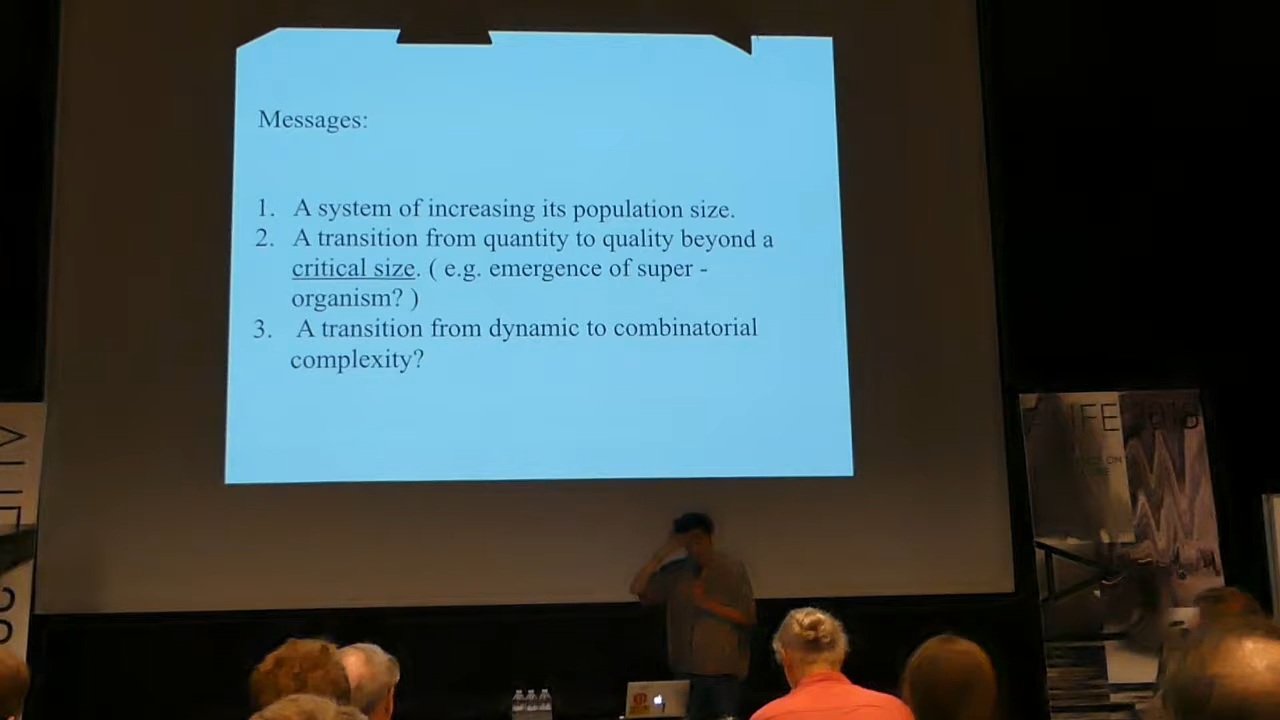 Messages:
1. A system of increasing its population size.
2. A transition from quantity to quality beyond a
critical size. ( e.g. emergence of super -
organism? )
3. A transition from dynamic to combinatorial
complexity?